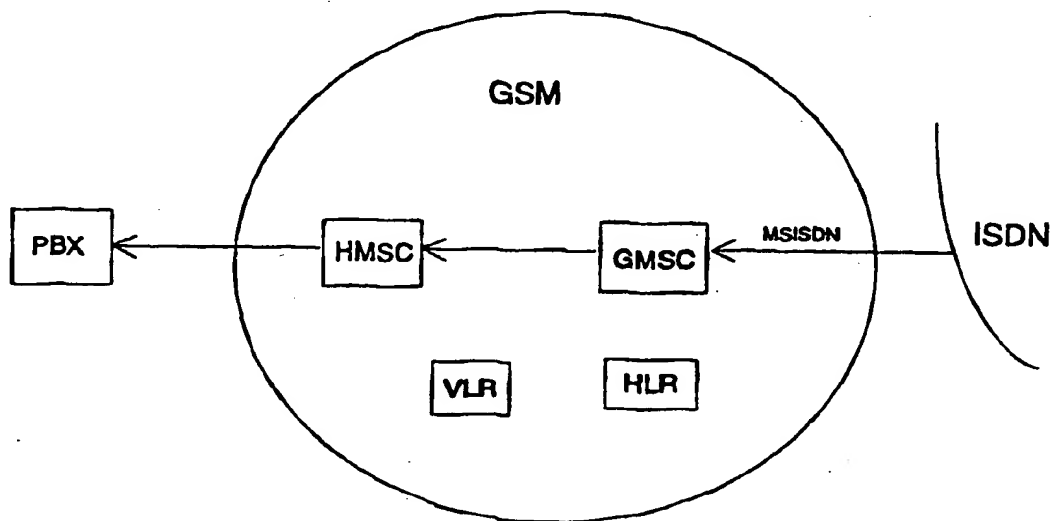 GSM
PBX
HMSC
GMSC
MSISDN
ISDN
VLR
HLR